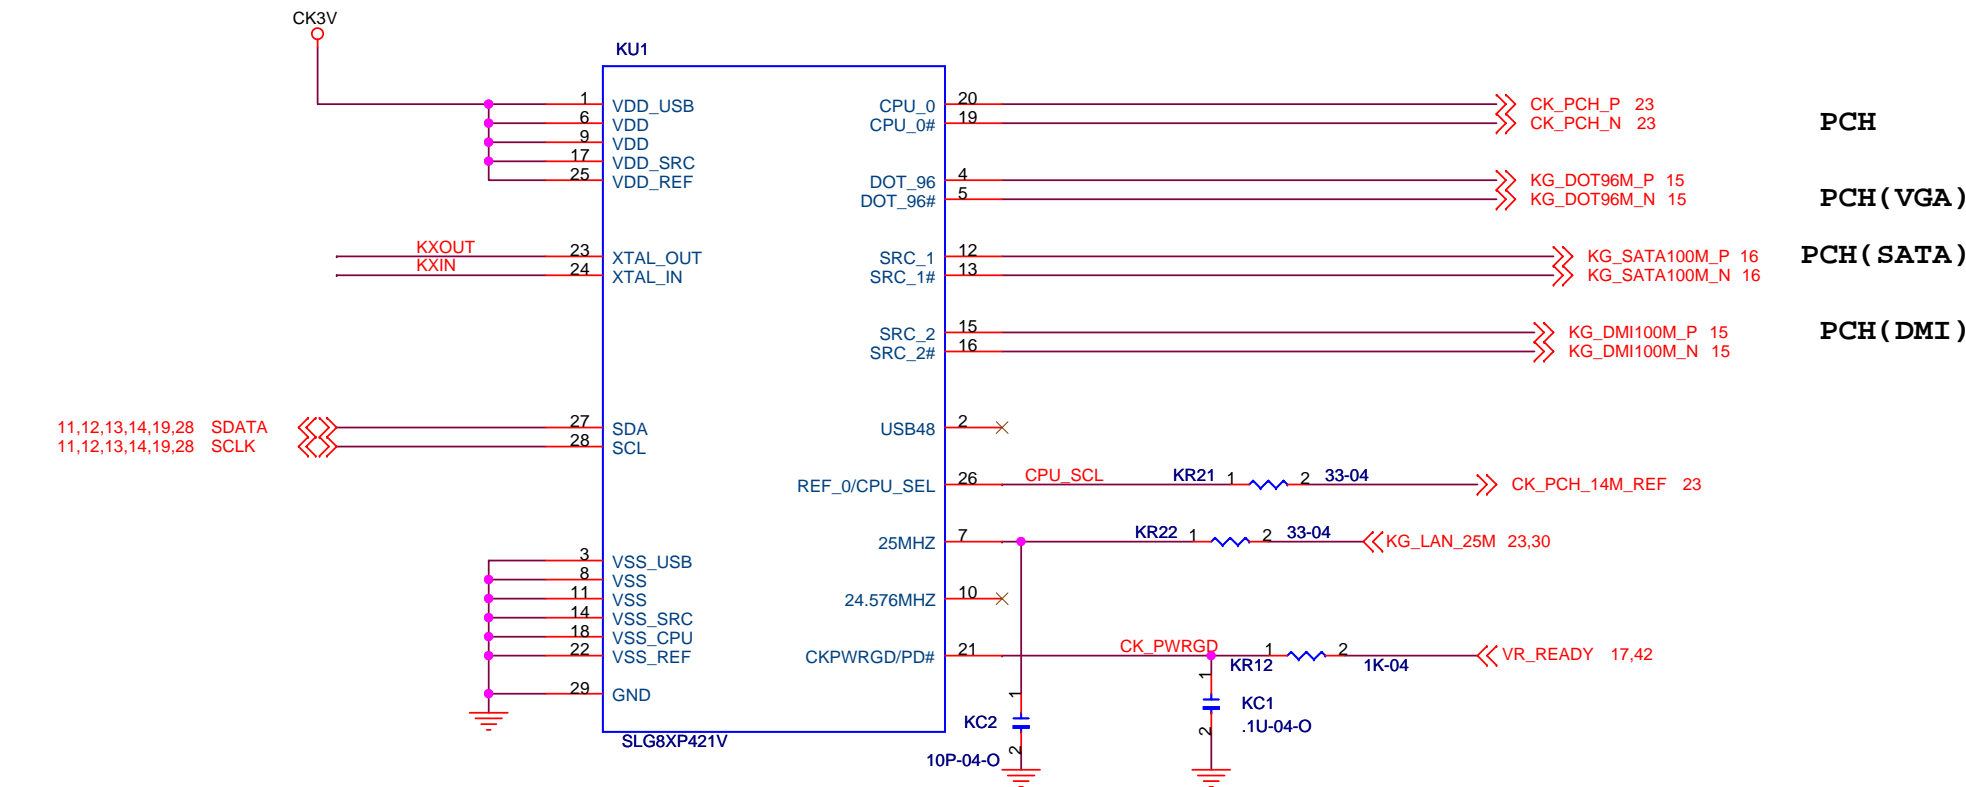 CK3V
KU1
1 VDD_USB CPU_0 20 CK_PCH_P 23
6 VDD CPU_0# 19 CK_PCH_N 23 PCH
9 VDD
17 VDD_SRC
25 VDD_REF DOT_96 4 KG_DOT96M_P 15
DOT_96# 5 KG_DOT96M_N 15 PCH(VGA)
KXOUT 23 XTAL_OUT SRC_1 12 KG_SATA100M_P 16 PCH(SATA)
KXIN 24 XTAL_IN SRC_1# 13 KG_SATA100M_N 16
SRC_2 15 KG_DMI100M_P 15 PCH(DMI)
SRC_2# 16 KG_DMI100M_N 15
11,12,13,14,19,28 SDATA 27 SDA USB48 2
11,12,13,14,19,28 SCLK 28 SCL
REF_0/CPU_SEL 26 CPU_SCL KR21 1 2 33-04 CK_PCH_14M_REF 23
25MHZ 7 KR22 1 2 33-04 KG_LAN_25M 23,30
3 VSS_USB
8 VSS
11 VSS 24.576MHZ 10
14 VSS_SRC
18 VSS_CPU
22 VSS_REF CKPWRGD/PD# 21 CK_PWRGD KR12 1 2 1K-04 VR_READY 17,42
29 GND
1 KC2 2 10P-04-O
1 KC1 2 .1U-04-O
SLG8XP421V